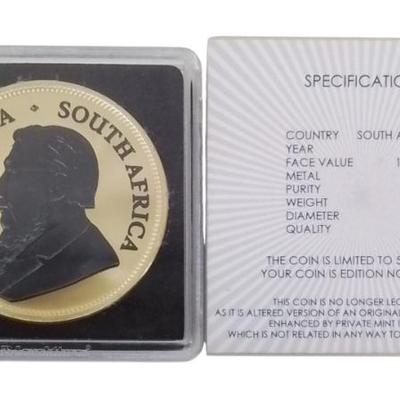 A ✦ SOUTH AFRICA
SPECIFICATIO
COUNTRY SOUTH A
YEAR
FACE VALUE 1
METAL
PURITY
WEIGHT
DIAMETER
QUALITY
THE COIN IS LIMITED TO 5
YOUR COIN IS EDITION NO
THIS COIN IS NO LONGER LEG
AS IT IS ALTERED VERSION OF AN ORIGINAL
ENHANCED BY PRIVATE MINT
WHICH IS NOT RELATED IN ANY WAY TO